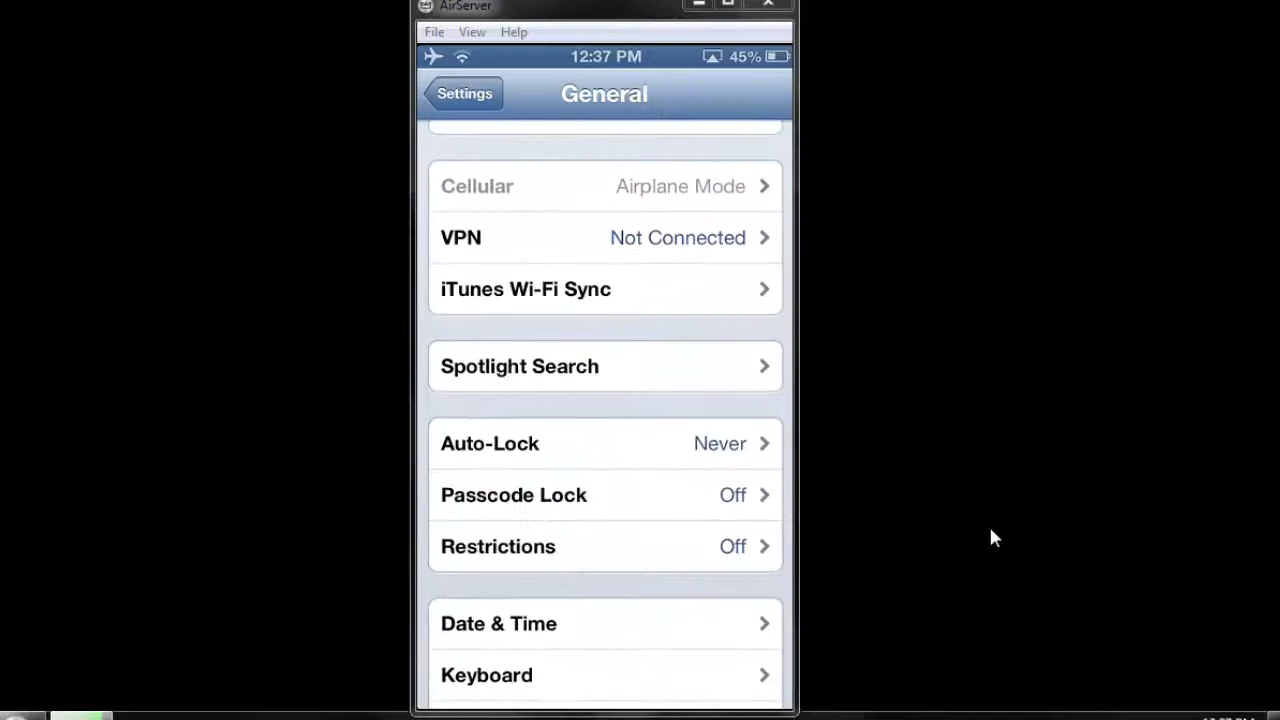 AirServer
File View Help
12:37 PM 45%
Settings General
Cellular Airplane Mode
VPN Not Connected
iTunes Wi-Fi Sync
Spotlight Search
Auto-Lock Never
Passcode Lock Off
Restrictions Off
Date & Time
Keyboard